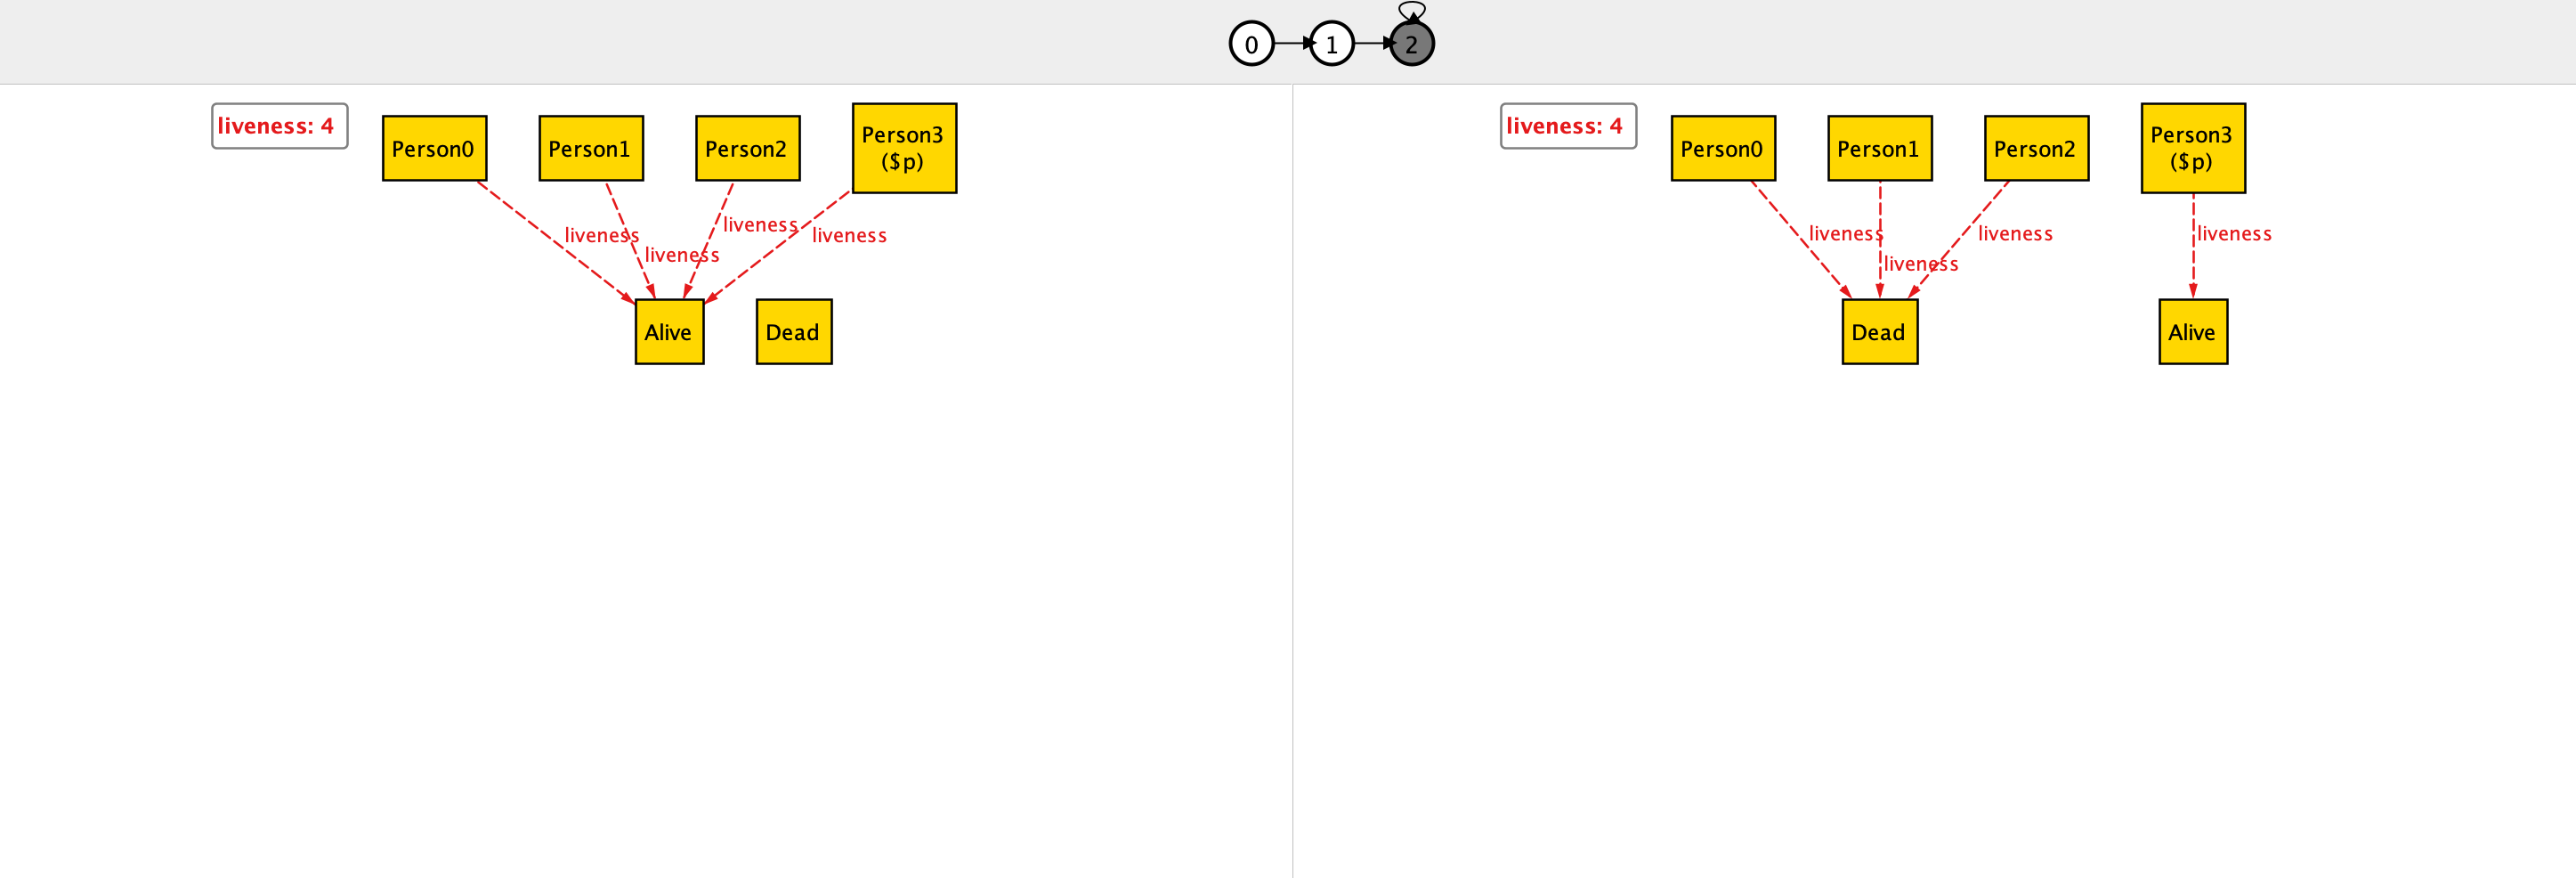 0
1
2
liveness: 4
Person0
Person1
Person2
Person3
($p)
liveness
liveness
liveness
liveness
Alive
Dead
liveness: 4
Person0
Person1
Person2
Person3
($p)
liveness
liveness
liveness
liveness
Dead
Alive